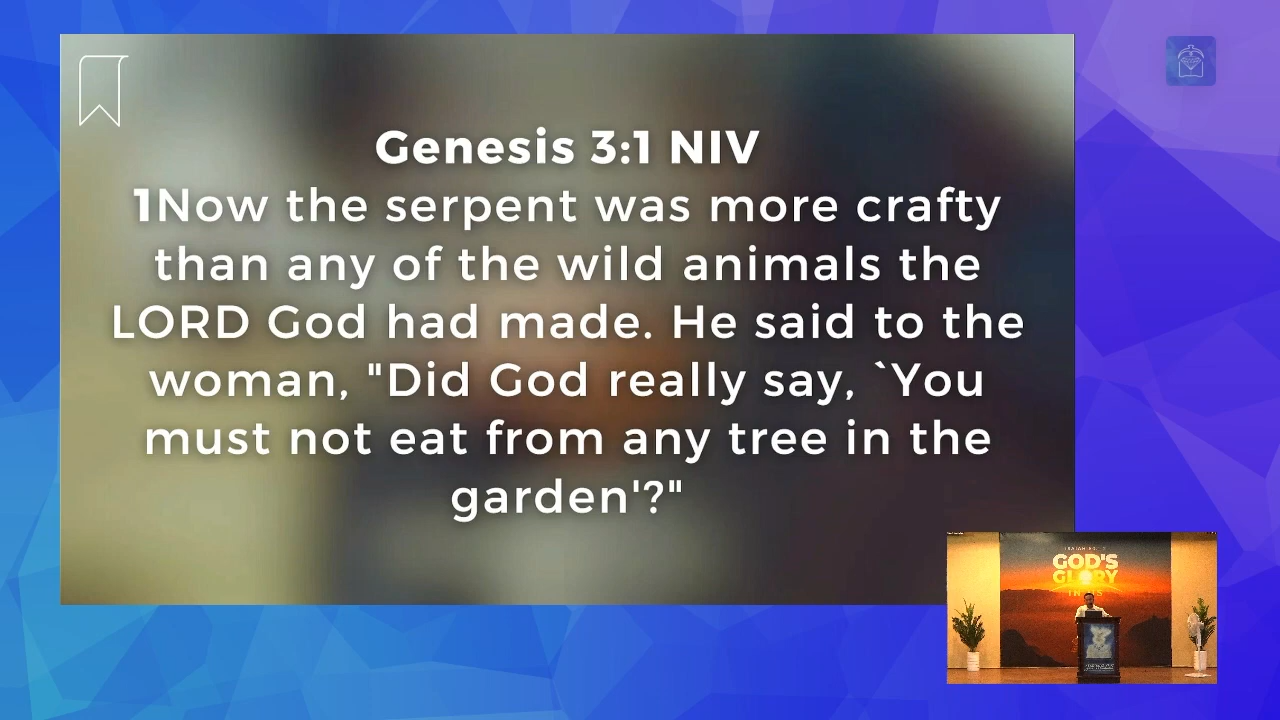 Genesis 3:1 NIV
1Now the serpent was more crafty
than any of the wild animals the
LORD God had made. He said to the
woman, "Did God really say, `You
must not eat from any tree in the
garden'?"
GOD'S
GLORY